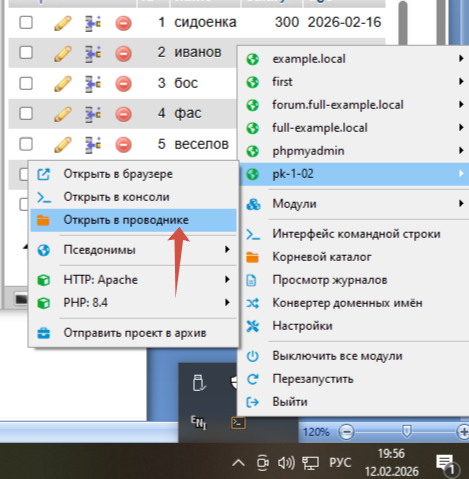 1 сидоенка 300 2026-02-16
2 иванов
3 бос
4 фас
5 веселов
example.local
first
forum.full-example.local
full-example.local
phpmyadmin
pk-1-02
Модули
Интерфейс командной строки
Корневой каталог
Просмотр журналов
Конвертер доменных имён
Настройки
Выключить все модули
Перезапустить
Выйти
Открыть в браузере
Открыть в консоли
Открыть в проводнике
Псевдонимы
HTTP: Apache
PHP: 8.4
Отправить проект в архив
120%
РУС
19:56
12.02.2026
1